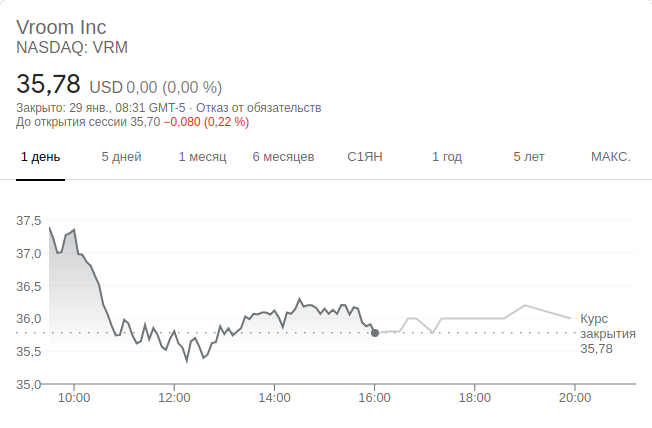 Vroom Inc
NASDAQ: VRM
35,78 USD 0,00 (0,00 %)
Закрыто: 29 янв., 08:31 GMT-5 · Отказ от обязательств
До открытия сессии 35,70 −0,080 (0,22 %)
1 день 5 дней 1 месяц 6 месяцев С1ЯН 1 год 5 лет МАКС.
37,5
37,0
36,5
36,0
35,5
35,0
Курс
закрытия
35,78
10:00 12:00 14:00 16:00 18:00 20:00